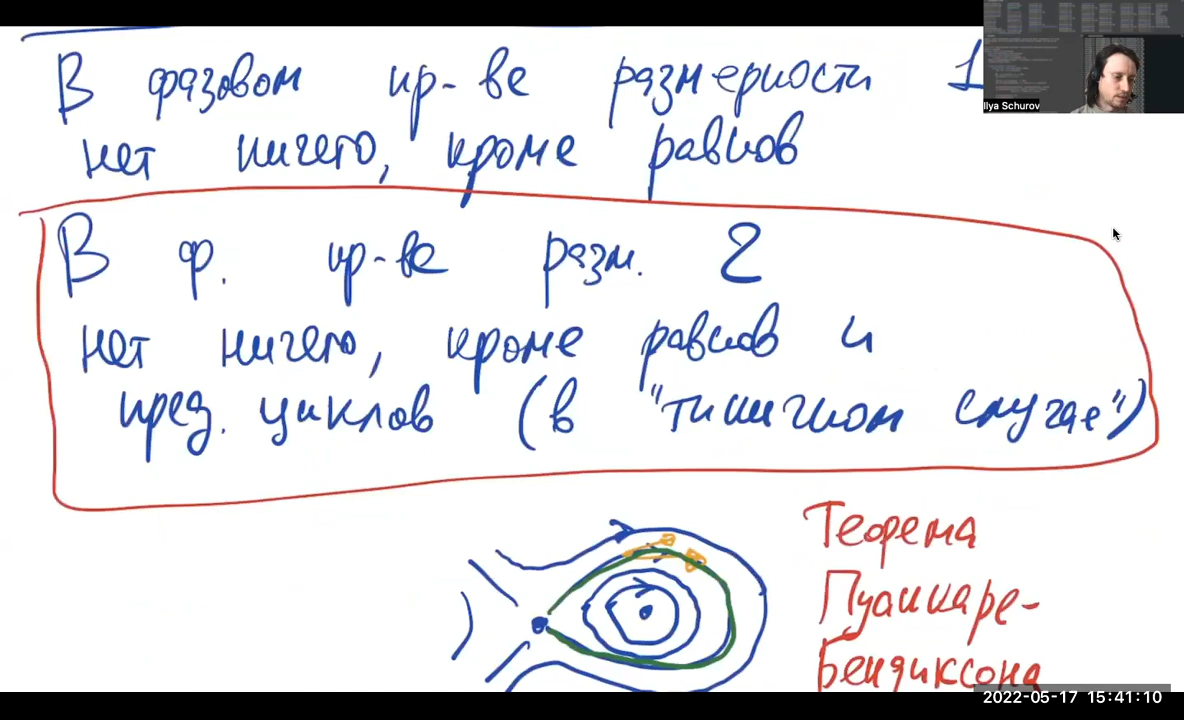 В фазовом пр-ве размерности 1
нет ничего, кроме равнов
В ф. пр-ве разм. 2
нет ничего, кроме равнов и
пред. циклов (в "типичном случае")
Теорема
Пуанкаре-
Бендиксона
Ilya Schurov
2022-05-17 15:41:10